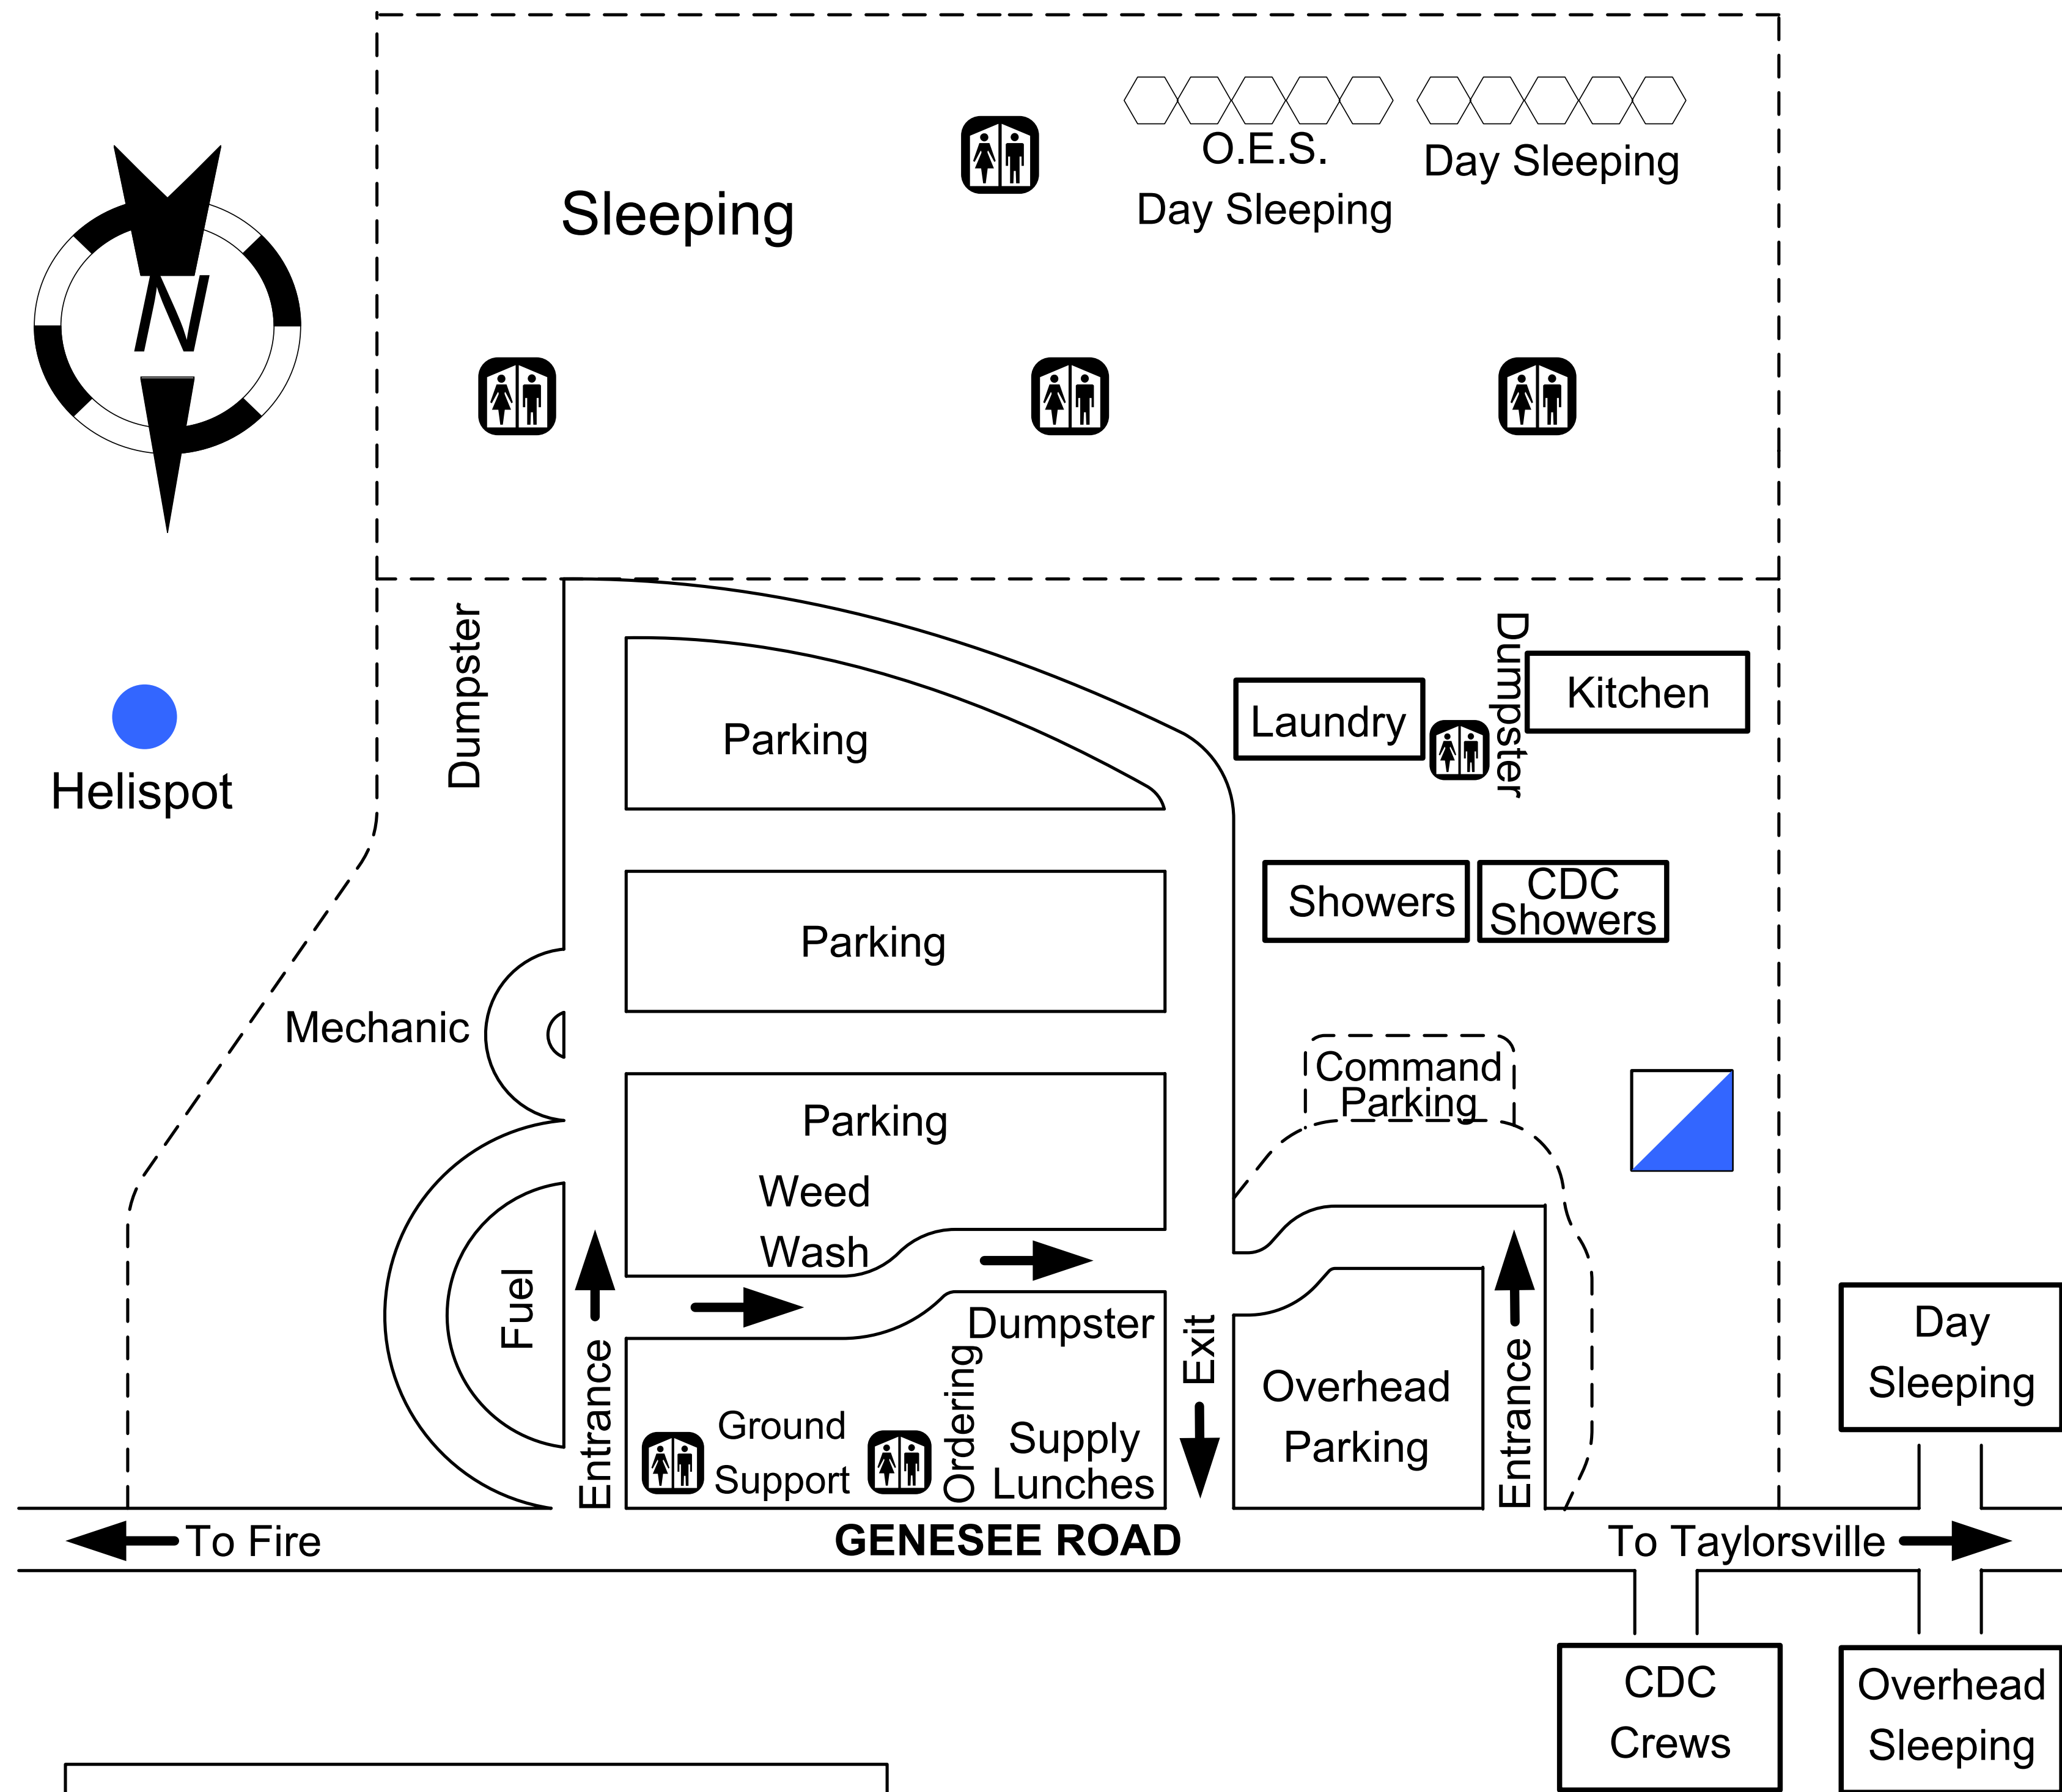 O.E.S.
Day Sleeping
Day Sleeping
Sleeping
N
Dumpster
Dumpster
Kitchen
Laundry
Parking
Helispot
Showers
CDC
Showers
Parking
Mechanic
Command
Parking
Parking
Weed
Wash
Fuel
Entrance
Dumpster
Ordering
Exit
Ground
Support
Supply
Lunches
Overhead
Parking
Entrance
Day
Sleeping
To Fire
GENESEE ROAD
To Taylorsville
CDC
Crews
Overhead
Sleeping